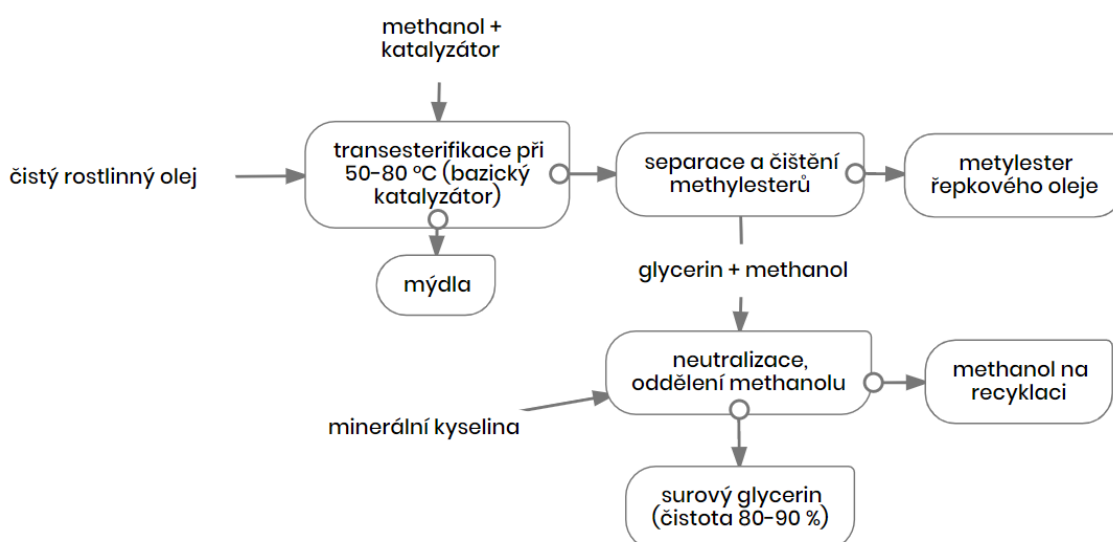 methanol +
katalyzátor
čistý rostlinný olej
transesterifikace při
50-80 °C (bazický
katalyzátor)
separace a čištění
methylesterů
metylester
řepkového oleje
mýdla
glycerin + methanol
neutralizace,
oddělení methanolu
methanol na
recyklaci
minerální kyselina
surový glycerin
(čistota 80-90 %)